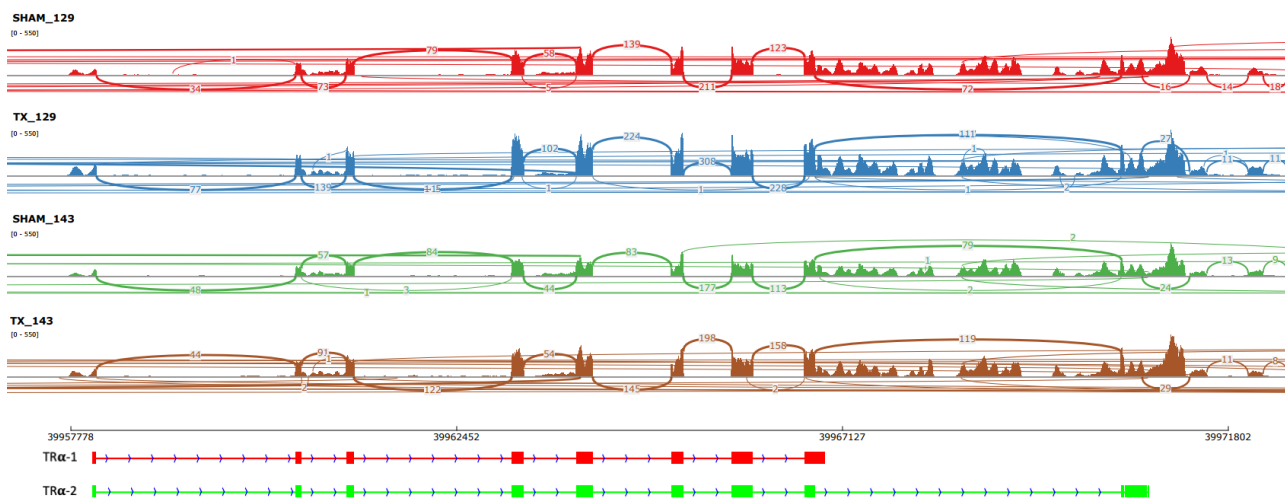 SHAM_129
[0 - 550]
79 58 139 123
1
34 73 5 211 72 16 14 18
TX_129
[0 - 550]
102 224 111 27
1 308 1 1 11 11
77 139 115 1 1 228 1 2
SHAM_143
[0 - 550]
57 84 83 79 2
1 13 9
48 1 3 44 177 113 2 24
TX_143
[0 - 550]
44 91 54 198 158 119
1 11 8
2 122 145 2 29
39957778 39962452 39967127 39971802
TRα-1
TRα-2